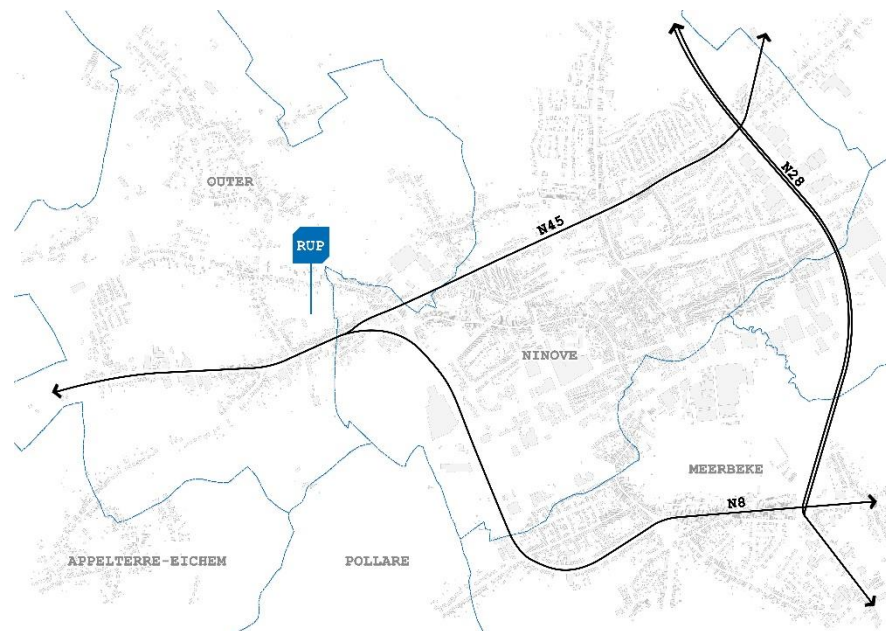 N28
OUTER
N45
RUP
NINOVE
MEERBEKE
N8
APPELTERRE-EICHEM
POLLARE